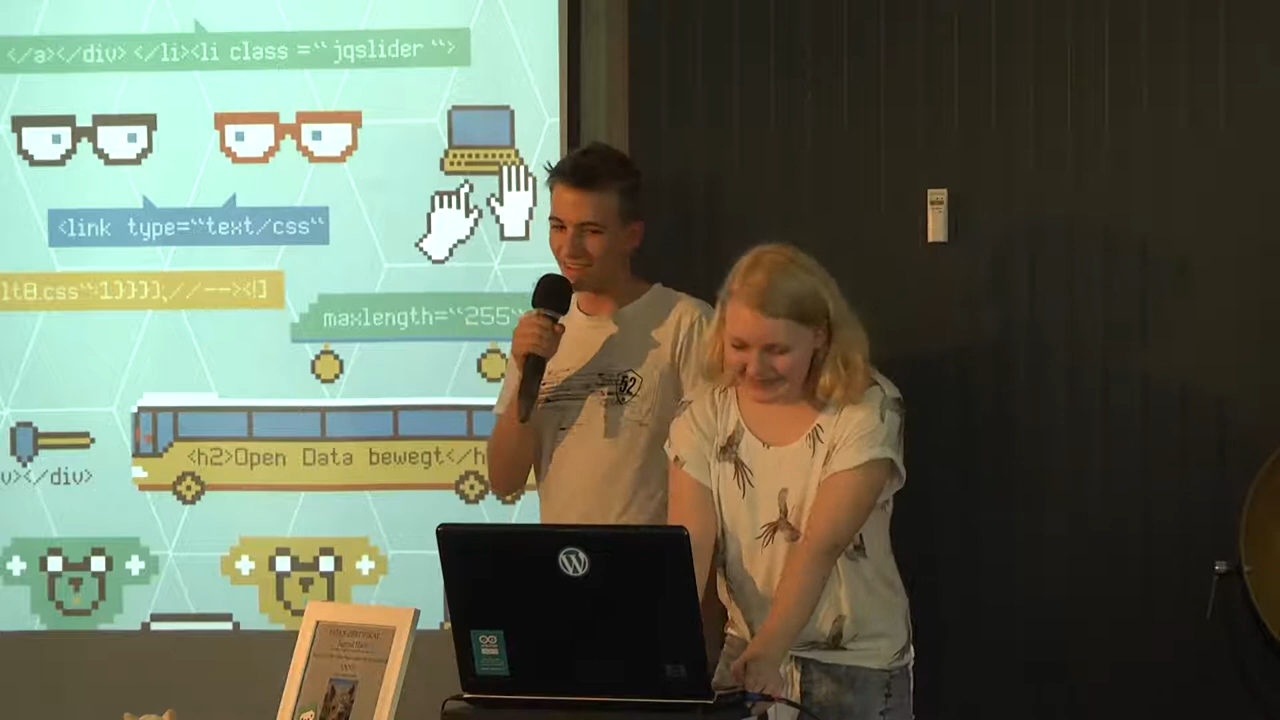 </a></div> </li><li class =“jqslider “>
<link type=“text/css“
lt8.css“1}}}};//--><!]
maxlength=“255“
<h2>Open Data bewegt</h
v></div>
52
W